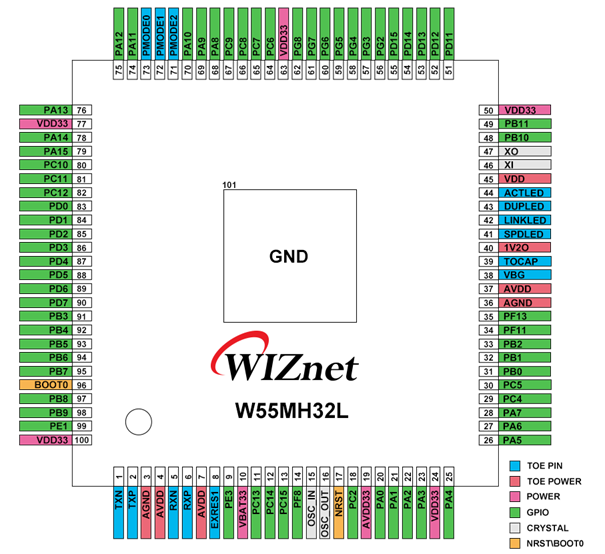 PA12 PA11 PMODE0 PMODE1 PMODE2 PA10 PA9 PA8 PC9 PC8 PC7 PC6 VDD33 PG8 PG7 PG6 PG5 PG4 PG3 PG2 PD15 PD14 PD13 PD12 PD11
75 74 73 72 71 70 69 68 67 66 65 64 63 62 61 60 59 58 57 56 55 54 53 52 51
PA13 76
VDD33 77
PA14 78
PA15 79
PC10 80
PC11 81
PC12 82
PD0 83
PD1 84
PD2 85
PD3 86
PD4 87
PD5 88
PD6 89
PD7 90
PB3 91
PB4 92
PB5 93
PB6 94
PB7 95
BOOT0 96
PB8 97
PB9 98
PE1 99
VDD33 100
101
GND
WIZnet
W55MH32L
50 VDD33
49 PB11
48 PB10
47 XO
46 XI
45 VDD
44 ACTLED
43 DUPLED
42 LINKLED
41 SPDLED
40 1V2O
39 TOCAP
38 VBG
37 AVDD
36 AGND
35 PF13
34 PF11
33 PB2
32 PB1
31 PB0
30 PC5
29 PC4
28 PA7
27 PA6
26 PA5
1 2 3 4 5 6 7 8 9 10 11 12 13 14 15 16 17 18 19 20 21 22 23 24 25
TXN TXP AGND AVDD RXN RXP AVDD EXRES1 PE3 VBAT33 PC13 PC14 PC15 PF8 OSC_IN OSC_OUT NRST PC2 AVDD33 PA0 PA1 PA2 PA3 VDD33 PA4
TOE PIN
TOE POWER
POWER
GPIO
CRYSTAL
NRST\BOOT0